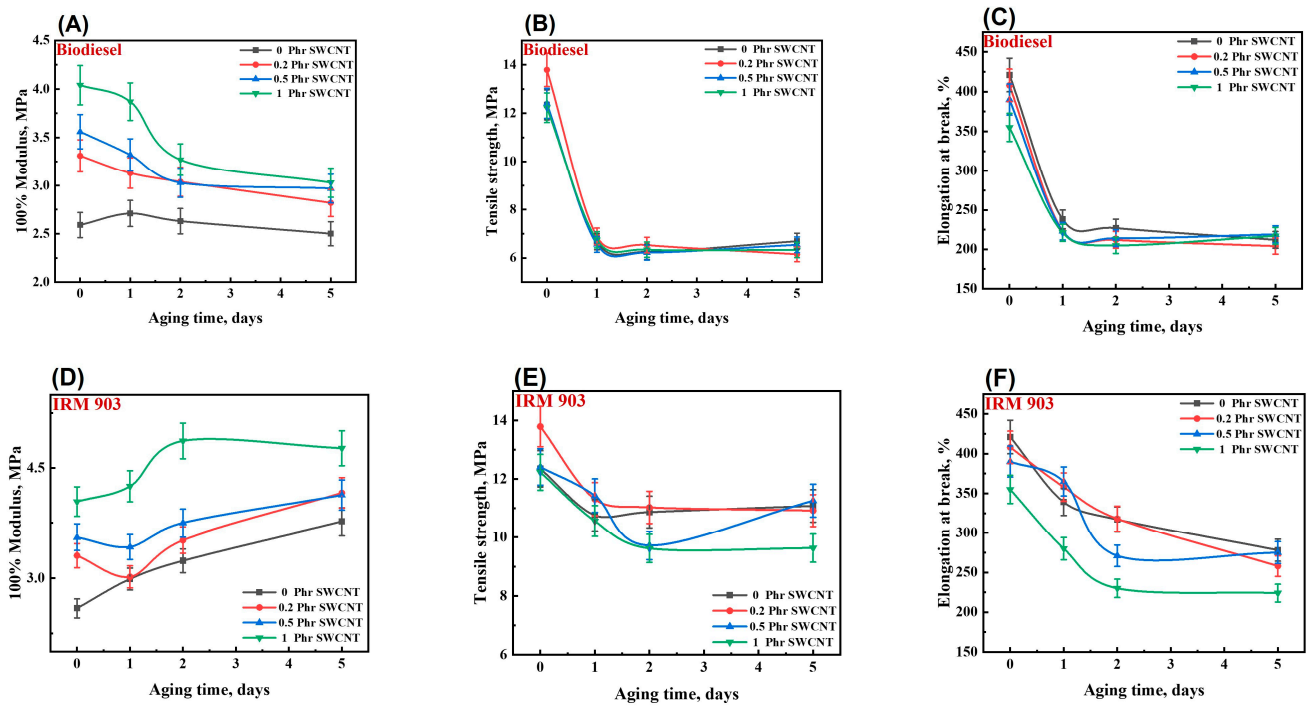 (A)
Biodiesel
0 Phr SWCNT
0.2 Phr SWCNT
0.5 Phr SWCNT
1 Phr SWCNT
100% Modulus, MPa
4.5
4.0
3.5
3.0
2.5
2.0
0 1 2 3 4 5
Aging time, days
(B)
Biodiesel
0 Phr SWCNT
0.2 Phr SWCNT
0.5 Phr SWCNT
1 Phr SWCNT
Tensile strength, MPa
14
12
10
8
6
0 1 2 3 4 5
Aging time, days
(C)
Biodiesel
0 Phr SWCNT
0.2 Phr SWCNT
0.5 Phr SWCNT
1 Phr SWCNT
Elongation at break, %
450
400
350
300
250
200
150
0 1 2 3 4 5
Aging time, days
(D)
IRM 903
100% Modulus, MPa
4.5
3.0
0 Phr SWCNT
0.2 Phr SWCNT
0.5 Phr SWCNT
1 Phr SWCNT
0 1 2 3 4 5
Aging time, days
(E)
IRM 903
Tensile strength, MPa
14
12
10
8
6
0 Phr SWCNT
0.2 Phr SWCNT
0.5 Phr SWCNT
1 Phr SWCNT
0 1 2 3 4 5
Aging time, days
(F)
IRM 903
0 Phr SWCNT
0.2 Phr SWCNT
0.5 Phr SWCNT
1 Phr SWCNT
Elongation at break, %
450
400
350
300
250
200
150
0 1 2 3 4 5
Aging time, days